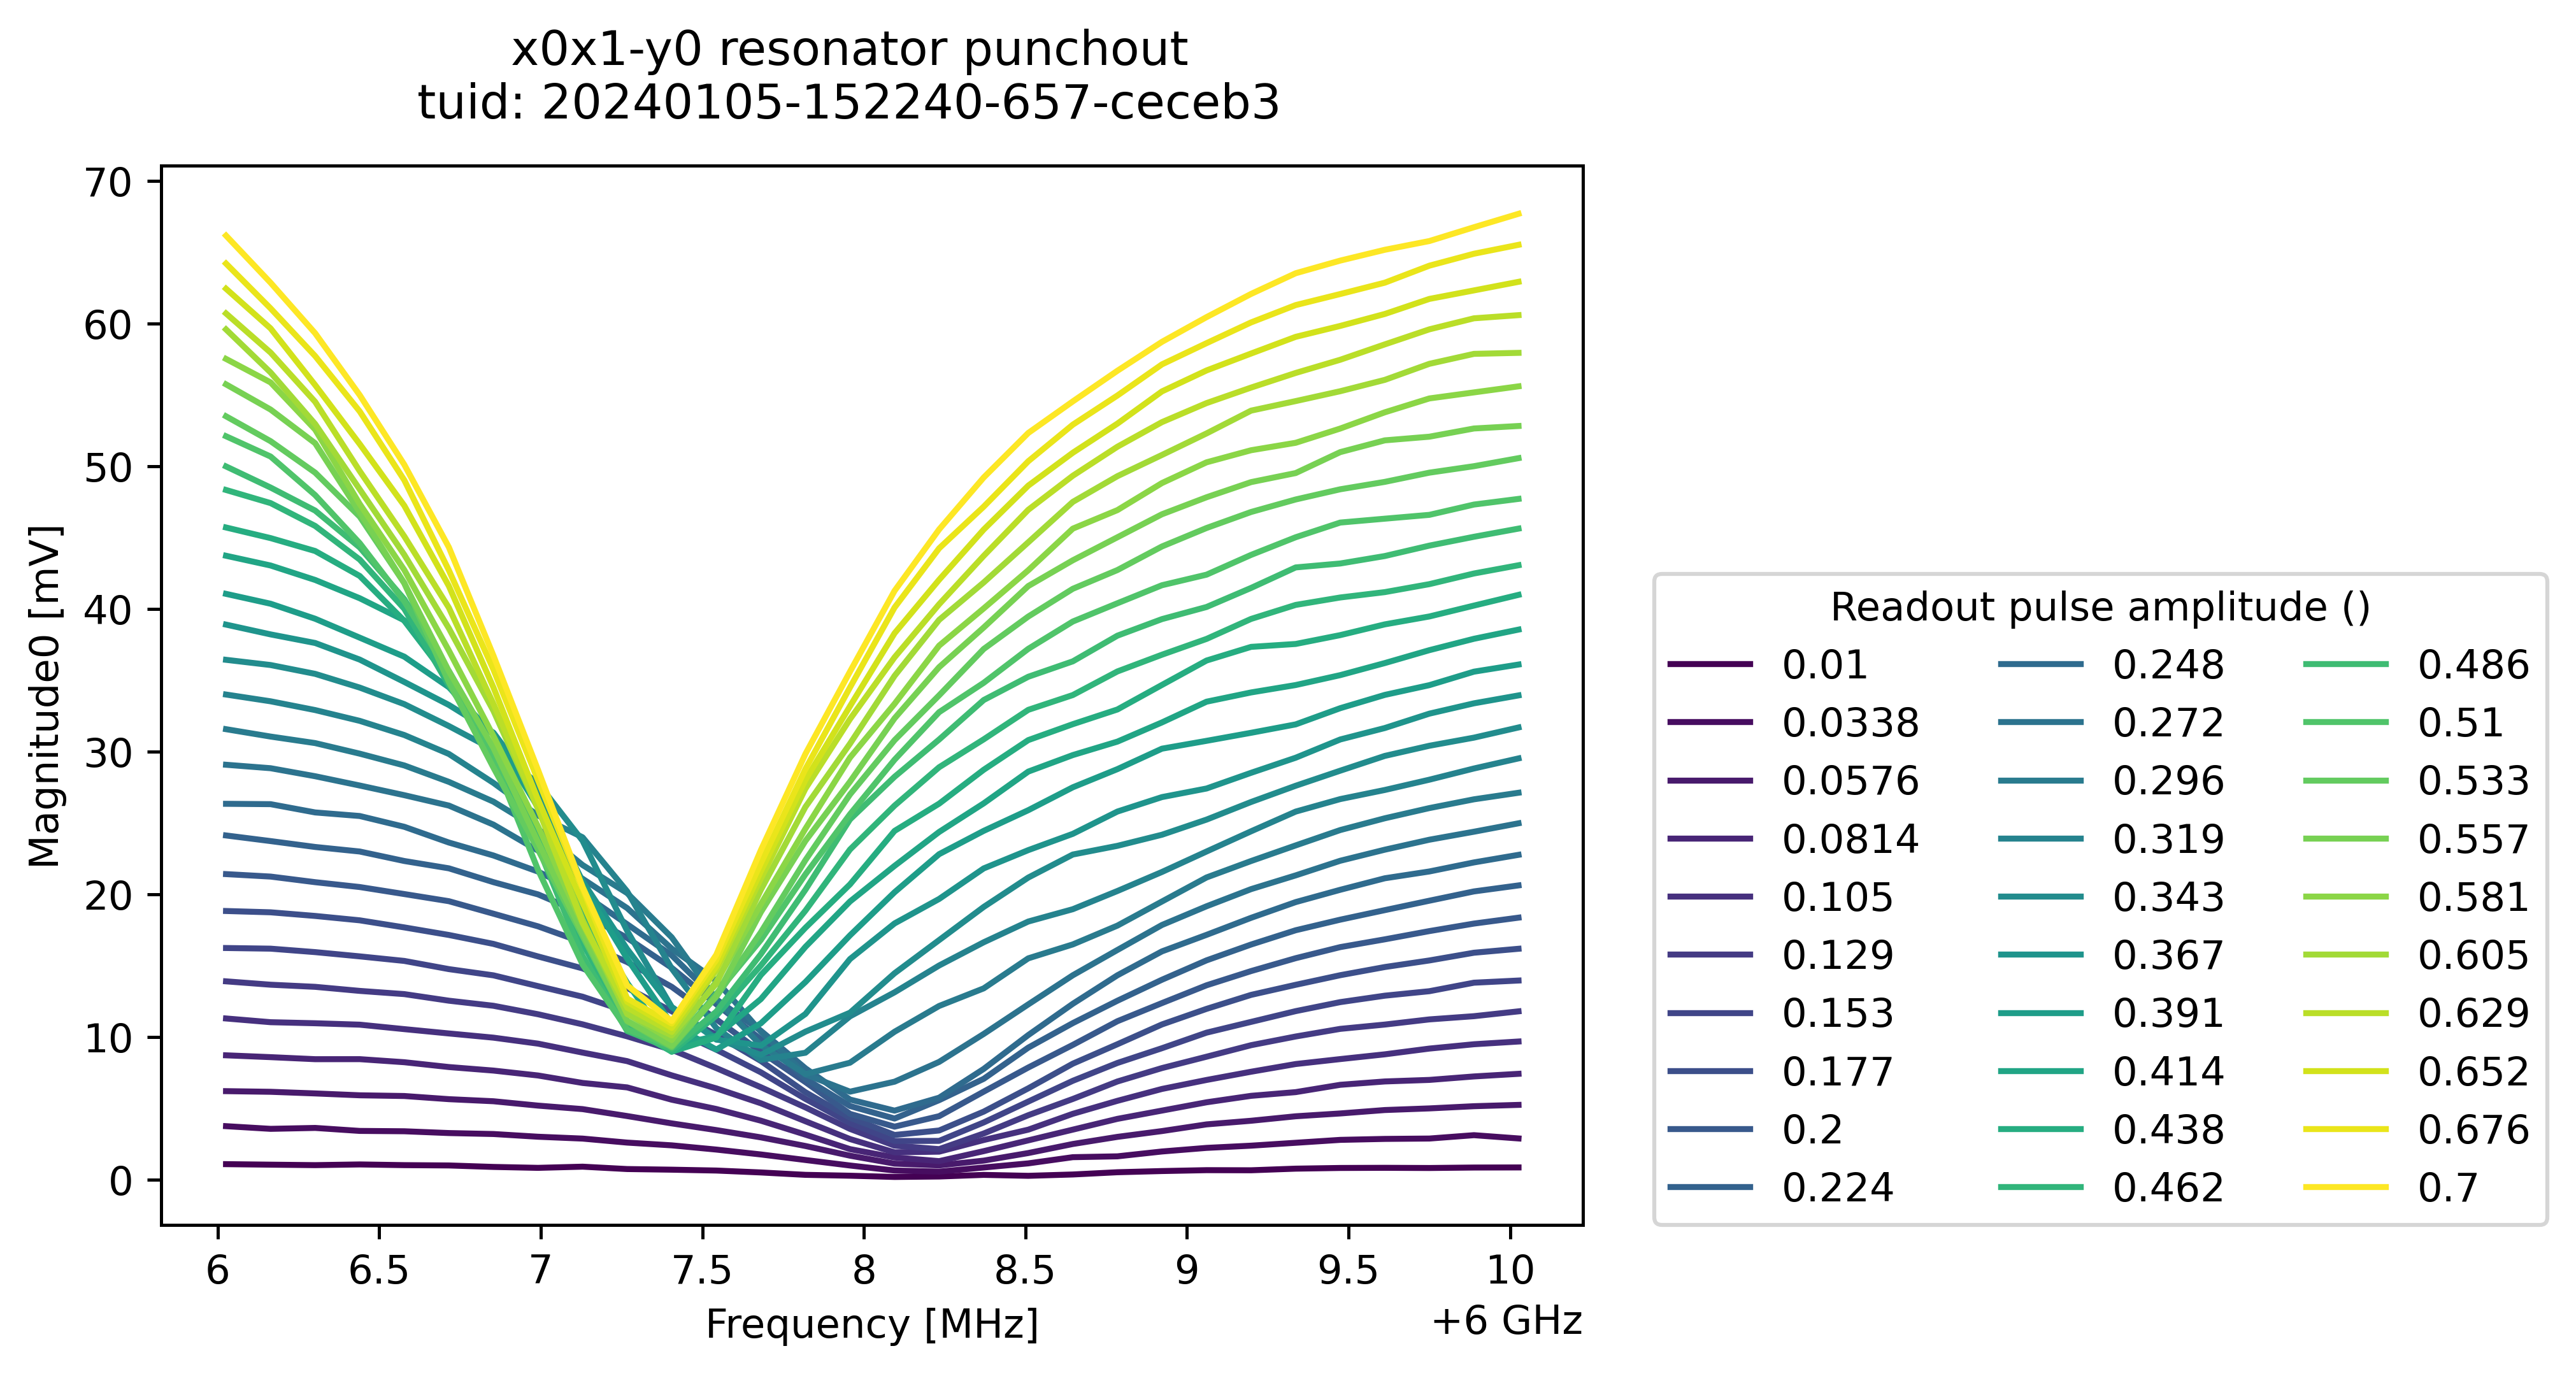 x0x1-y0 resonator punchout
tuid: 20240105-152240-657-ceceb3
Magnitude0 [mV]
70
60
50
40
30
20
10
0
6 6.5 7 7.5 8 8.5 9 9.5 10
Frequency [MHz]
+6 GHz
Readout pulse amplitude ()
0.01 0.248 0.486
0.0338 0.272 0.51
0.0576 0.296 0.533
0.0814 0.319 0.557
0.105 0.343 0.581
0.129 0.367 0.605
0.153 0.391 0.629
0.177 0.414 0.652
0.2 0.438 0.676
0.224 0.462 0.7